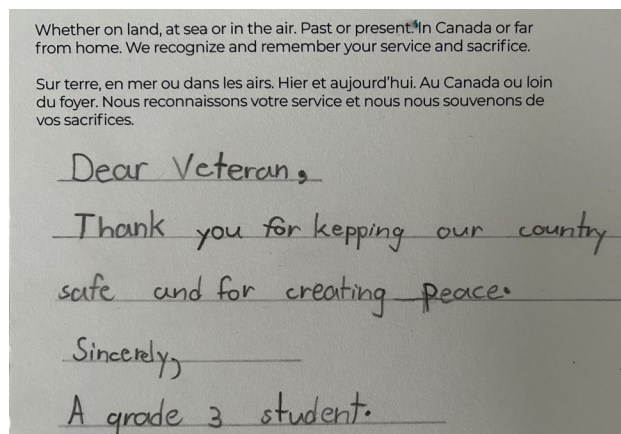 Whether on land, at sea or in the air. Past or present. In Canada or far
from home. We recognize and remember your service and sacrifice.
Sur terre, en mer ou dans les airs. Hier et aujourd'hui. Au Canada ou loin
du foyer. Nous reconnaissons votre service et nous nous souvenons de
vos sacrifices.
Dear Veteran,
Thank you for kepping our country
safe and for creating peace.
Sincerely,
A grade 3 student.